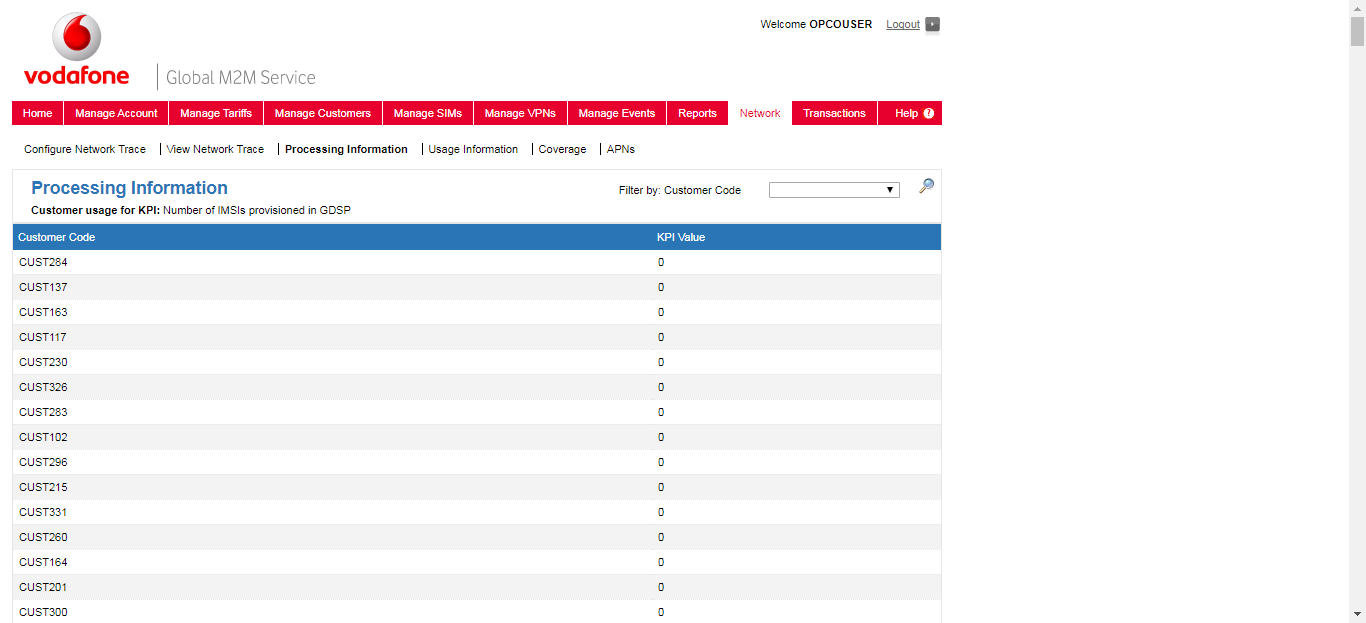 Welcome OPCOUSER Logout
vodafone Global M2M Service
Home Manage Account Manage Tariffs Manage Customers Manage SIMs Manage VPNs Manage Events Reports Network Transactions Help ?
Configure Network Trace View Network Trace Processing Information Usage Information Coverage APNs
Processing Information
Filter by: Customer Code
Customer usage for KPI: Number of IMSIs provisioned in GDSP
Customer Code KPI Value
CUST284 0
CUST137 0
CUST163 0
CUST117 0
CUST230 0
CUST326 0
CUST283 0
CUST102 0
CUST296 0
CUST215 0
CUST331 0
CUST260 0
CUST164 0
CUST201 0
CUST300 0